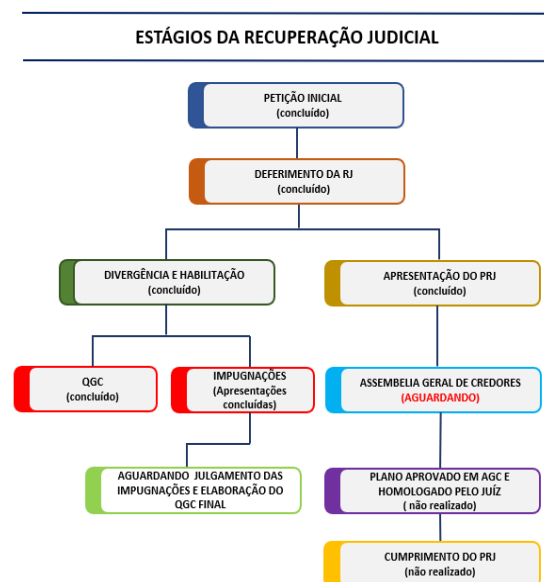 ESTÁGIOS DA RECUPERAÇÃO JUDICIAL
PETIÇÃO INICIAL
(concluído)
DEFERIMENTO DA RJ
(concluído)
DIVERGÊNCIA E HABILITAÇÃO
(concluído)
APRESENTAÇÃO DO PRJ
(concluído)
QGC
(concluído)
IMPUGNAÇÕES
(Apresentações
concluídas)
ASSEMBELIA GERAL DE CREDORES
(AGUARDANDO)
AGUARDANDO JULGAMENTO DAS
IMPUGNAÇÕES E ELABORAÇÃO DO
QGC FINAL
PLANO APROVADO EM AGC E
HOMOLOGADO PELO JUÍZ
( não realizado)
CUMPRIMENTO DO PRJ
(não realizado)